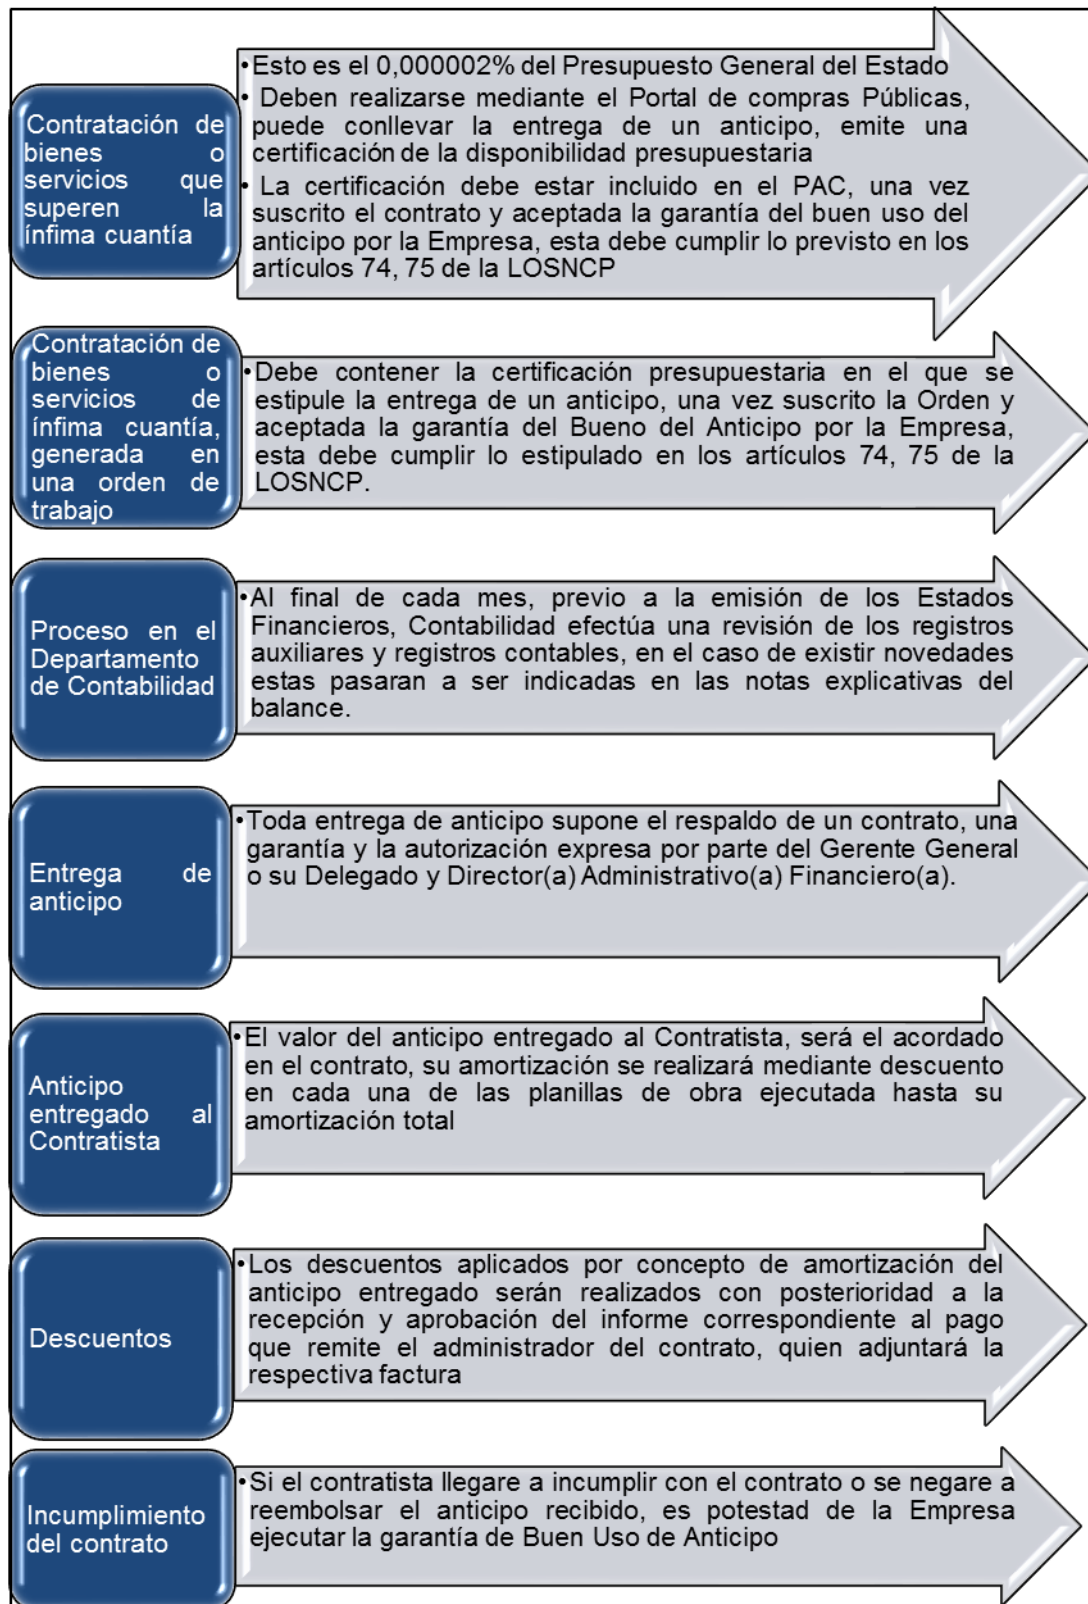 Contratación de
bienes o
servicios que
superen la
ínfima cuantía
•Esto es el 0,000002% del Presupuesto General del Estado
• Deben realizarse mediante el Portal de compras Públicas,
puede conllevar la entrega de un anticipo, emite una
certificación de la disponibilidad presupuestaria
• La certificación debe estar incluido en el PAC, una vez
suscrito el contrato y aceptada la garantía del buen uso del
anticipo por la Empresa, esta debe cumplir lo previsto en los
artículos 74, 75 de la LOSNCP
Contratación de
bienes o
servicios de
ínfima cuantía,
generada en
una orden de
trabajo
•Debe contener la certificación presupuestaria en el que se
estipule la entrega de un anticipo, una vez suscrito la Orden y
aceptada la garantía del Bueno del Anticipo por la Empresa,
esta debe cumplir lo estipulado en los artículos 74, 75 de la
LOSNCP.
Proceso en el
Departamento
de Contabilidad
•Al final de cada mes, previo a la emisión de los Estados
Financieros, Contabilidad efectúa una revisión de los registros
auxiliares y registros contables, en el caso de existir novedades
estas pasaran a ser indicadas en las notas explicativas del
balance.
Entrega de
anticipo
•Toda entrega de anticipo supone el respaldo de un contrato, una
garantía y la autorización expresa por parte del Gerente General
o su Delegado y Director(a) Administrativo(a) Financiero(a).
Anticipo
entregado al
Contratista
•El valor del anticipo entregado al Contratista, será el acordado
en el contrato, su amortización se realizará mediante descuento
en cada una de las planillas de obra ejecutada hasta su
amortización total
Descuentos
•Los descuentos aplicados por concepto de amortización del
anticipo entregado serán realizados con posterioridad a la
recepción y aprobación del informe correspondiente al pago
que remite el administrador del contrato, quien adjuntará la
respectiva factura
Incumplimiento
del contrato
•Si el contratista llegare a incumplir con el contrato o se negare a
reembolsar el anticipo recibido, es potestad de la Empresa
ejecutar la garantía de Buen Uso de Anticipo